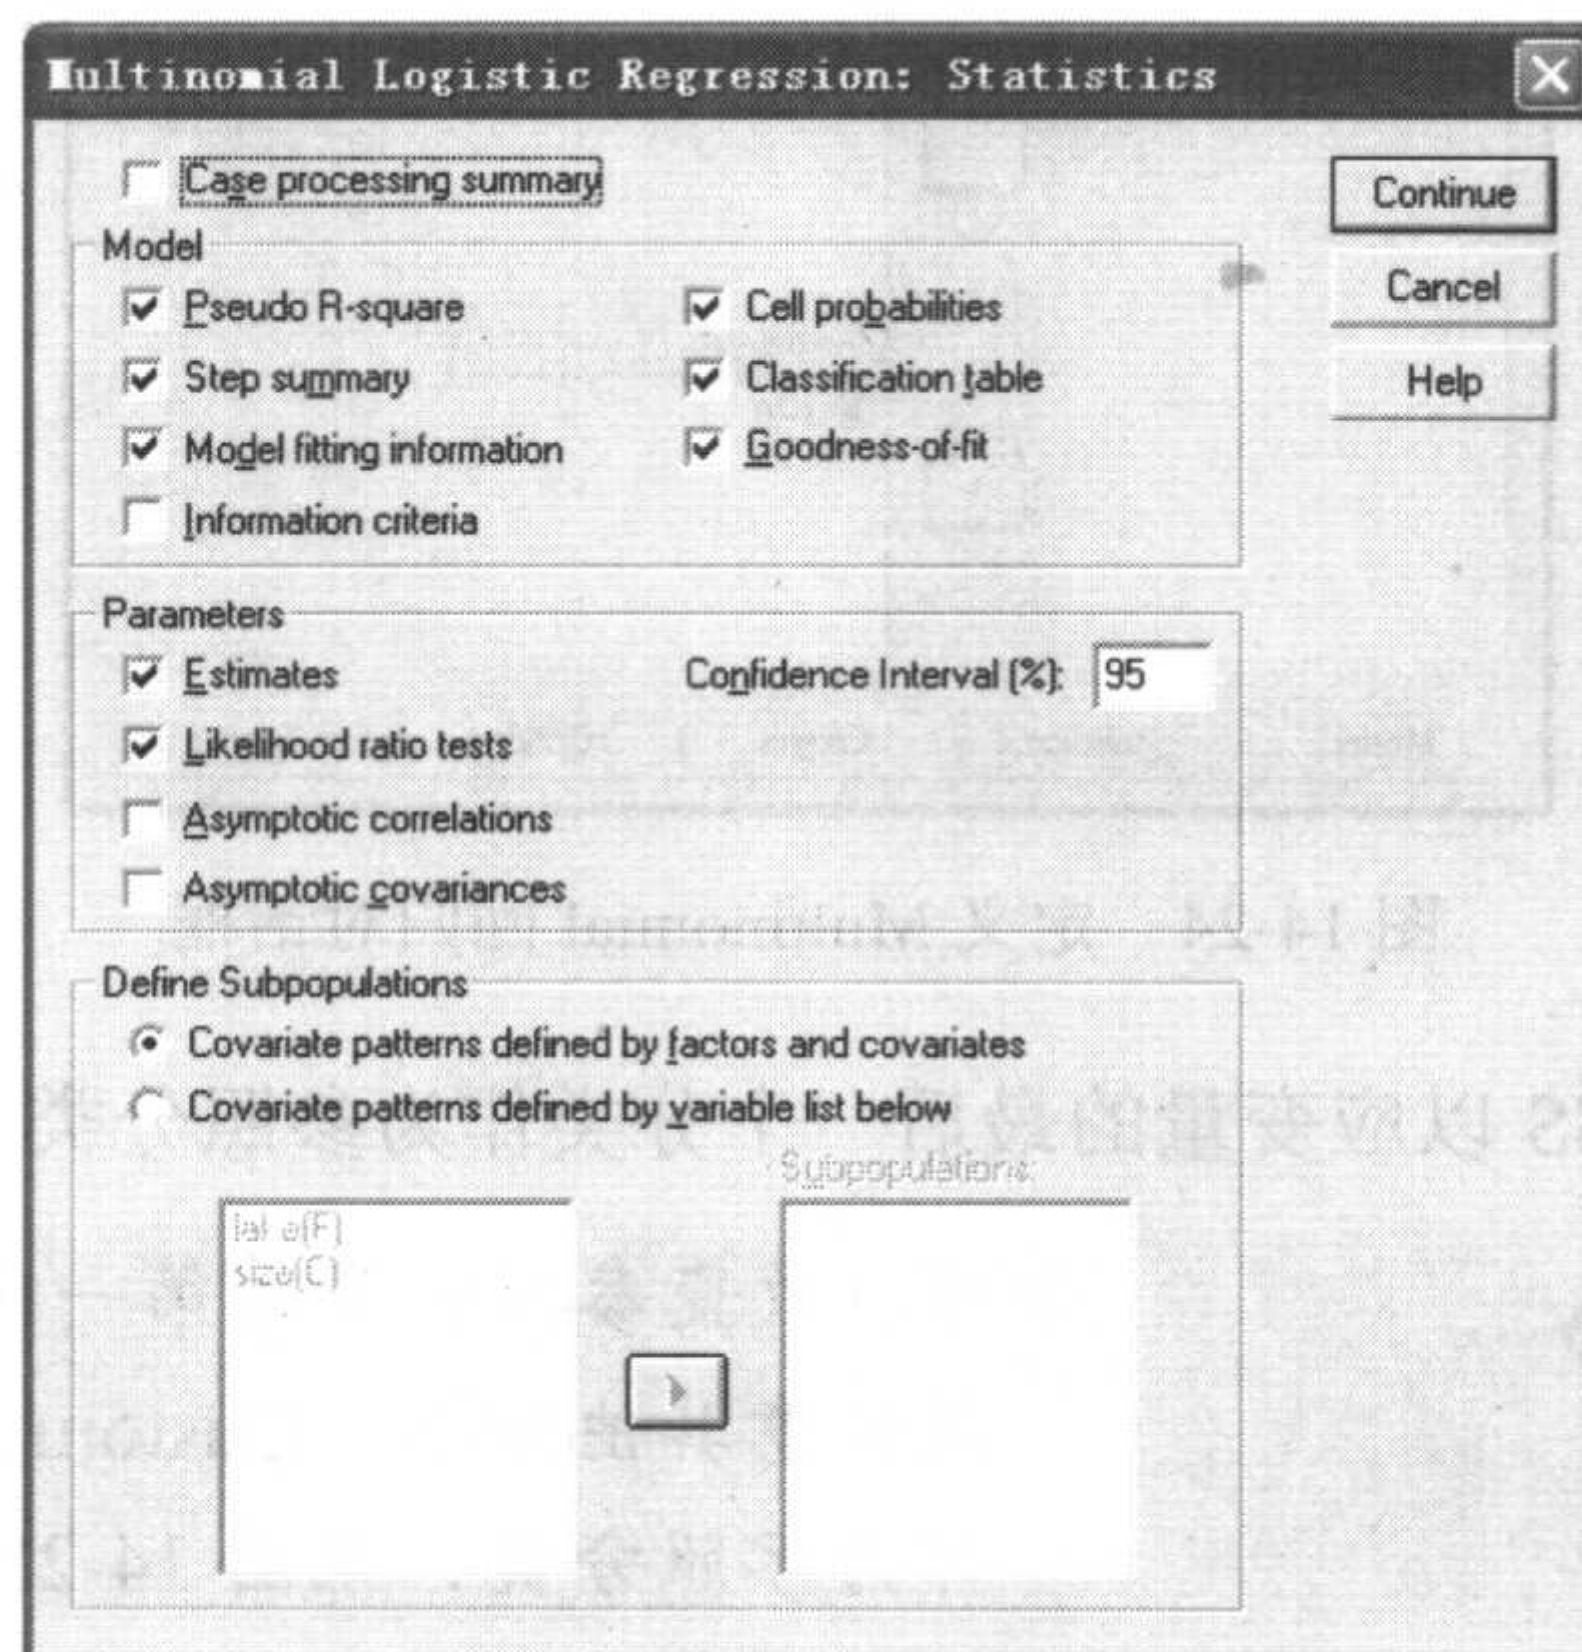 Multinomial Logistic Regression: Statistics
Case processing summary
Continue
Cancel
Help
Model
Pseudo R-square
Cell probabilities
Step summary
Classification table
Model fitting information
Goodness-of-fit
Information criteria
Parameters
Estimates
Confidence Interval (%): 95
Likelihood ratio tests
Asymptotic correlations
Asymptotic covariances
Define Subpopulations
Covariate patterns defined by factors and covariates
Covariate patterns defined by variable list below
Subpopulations:
size(C)